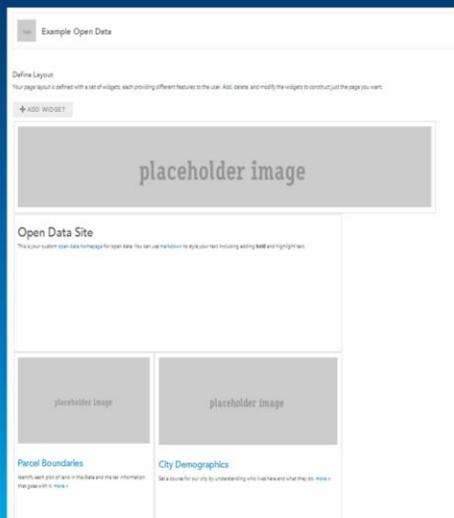 Example Open Data
Define Layout
Your page layout is defined with a set of widgets, each providing different features to the user. Add, delete, and modify the widgets to construct just the page you want.
+ ADD WIDGET
placeholder image
Open Data Site
This is your custom open data homepage for open data. You can use markdown to style your text including adding bold and highlight text.
placeholder image
placeholder image
Parcel Boundaries
Identify each plot of land in the State and the tax information
that goes with it. more »
City Demographics
Set a course for our city by understanding who lives here and what they do. more »